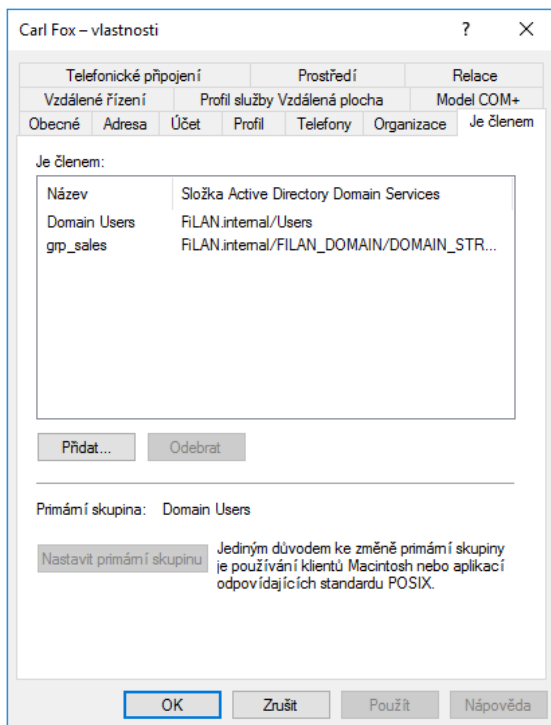 Carl Fox – vlastnosti
Telefonické připojení Prostředí Relace
Vzdálené řízení Profil služby Vzdálená plocha Model COM+
Obecné Adresa Účet Profil Telefony Organizace Je členem
Je členem:
Název Složka Active Directory Domain Services
Domain Users FiLAN.internal/Users
grp_sales FiLAN.internal/FILAN_DOMAIN/DOMAIN_STR...
Přidat... Odebrat
Primární skupina: Domain Users
Nastavit primární skupinu
Jediným důvodem ke změně primární skupiny
je používání klientů Macintosh nebo aplikací
odpovídajících standardu POSIX.
OK Zrušit Použít Nápověda